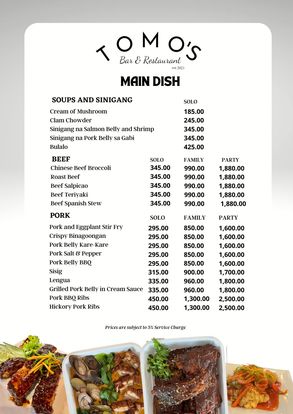 TOMO'S
Bar & Restaurant
est 2021
MAIN DISH
SOUPS AND SINIGANG SOLO
Cream of Mushroom 185.00
Clam Chowder 245.00
Sinigang na Salmon Belly and Shrimp 345.00
Sinigang na Pork Belly sa Gabi 345.00
Bulalo 425.00
BEEF SOLO FAMILY PARTY
Chinese Beef Broccoli 345.00 990.00 1,880.00
Roast Beef 345.00 990.00 1,880.00
Beef Salpicao 345.00 990.00 1,880.00
Beef Teriyaki 345.00 990.00 1,880.00
Beef Spanish Stew 345.00 990.00 1,880.00
PORK SOLO FAMILY PARTY
Pork and Eggplant Stir Fry 295.00 850.00 1,600.00
Crispy Binagoongan 295.00 850.00 1,600.00
Pork Belly Kare-Kare 295.00 850.00 1,600.00
Pork Salt & Pepper 295.00 850.00 1,600.00
Pork Belly BBQ 295.00 850.00 1,600.00
Sisig 315.00 900.00 1,700.00
Lengua 335.00 960.00 1,800.00
Grilled Pork Belly in Cream Sauce 335.00 960.00 1,800.00
Pork BBQ Ribs 450.00 1,300.00 2,500.00
Hickory Pork Ribs 450.00 1,300.00 2,500.00
Prices are subject to 5% Service Charge